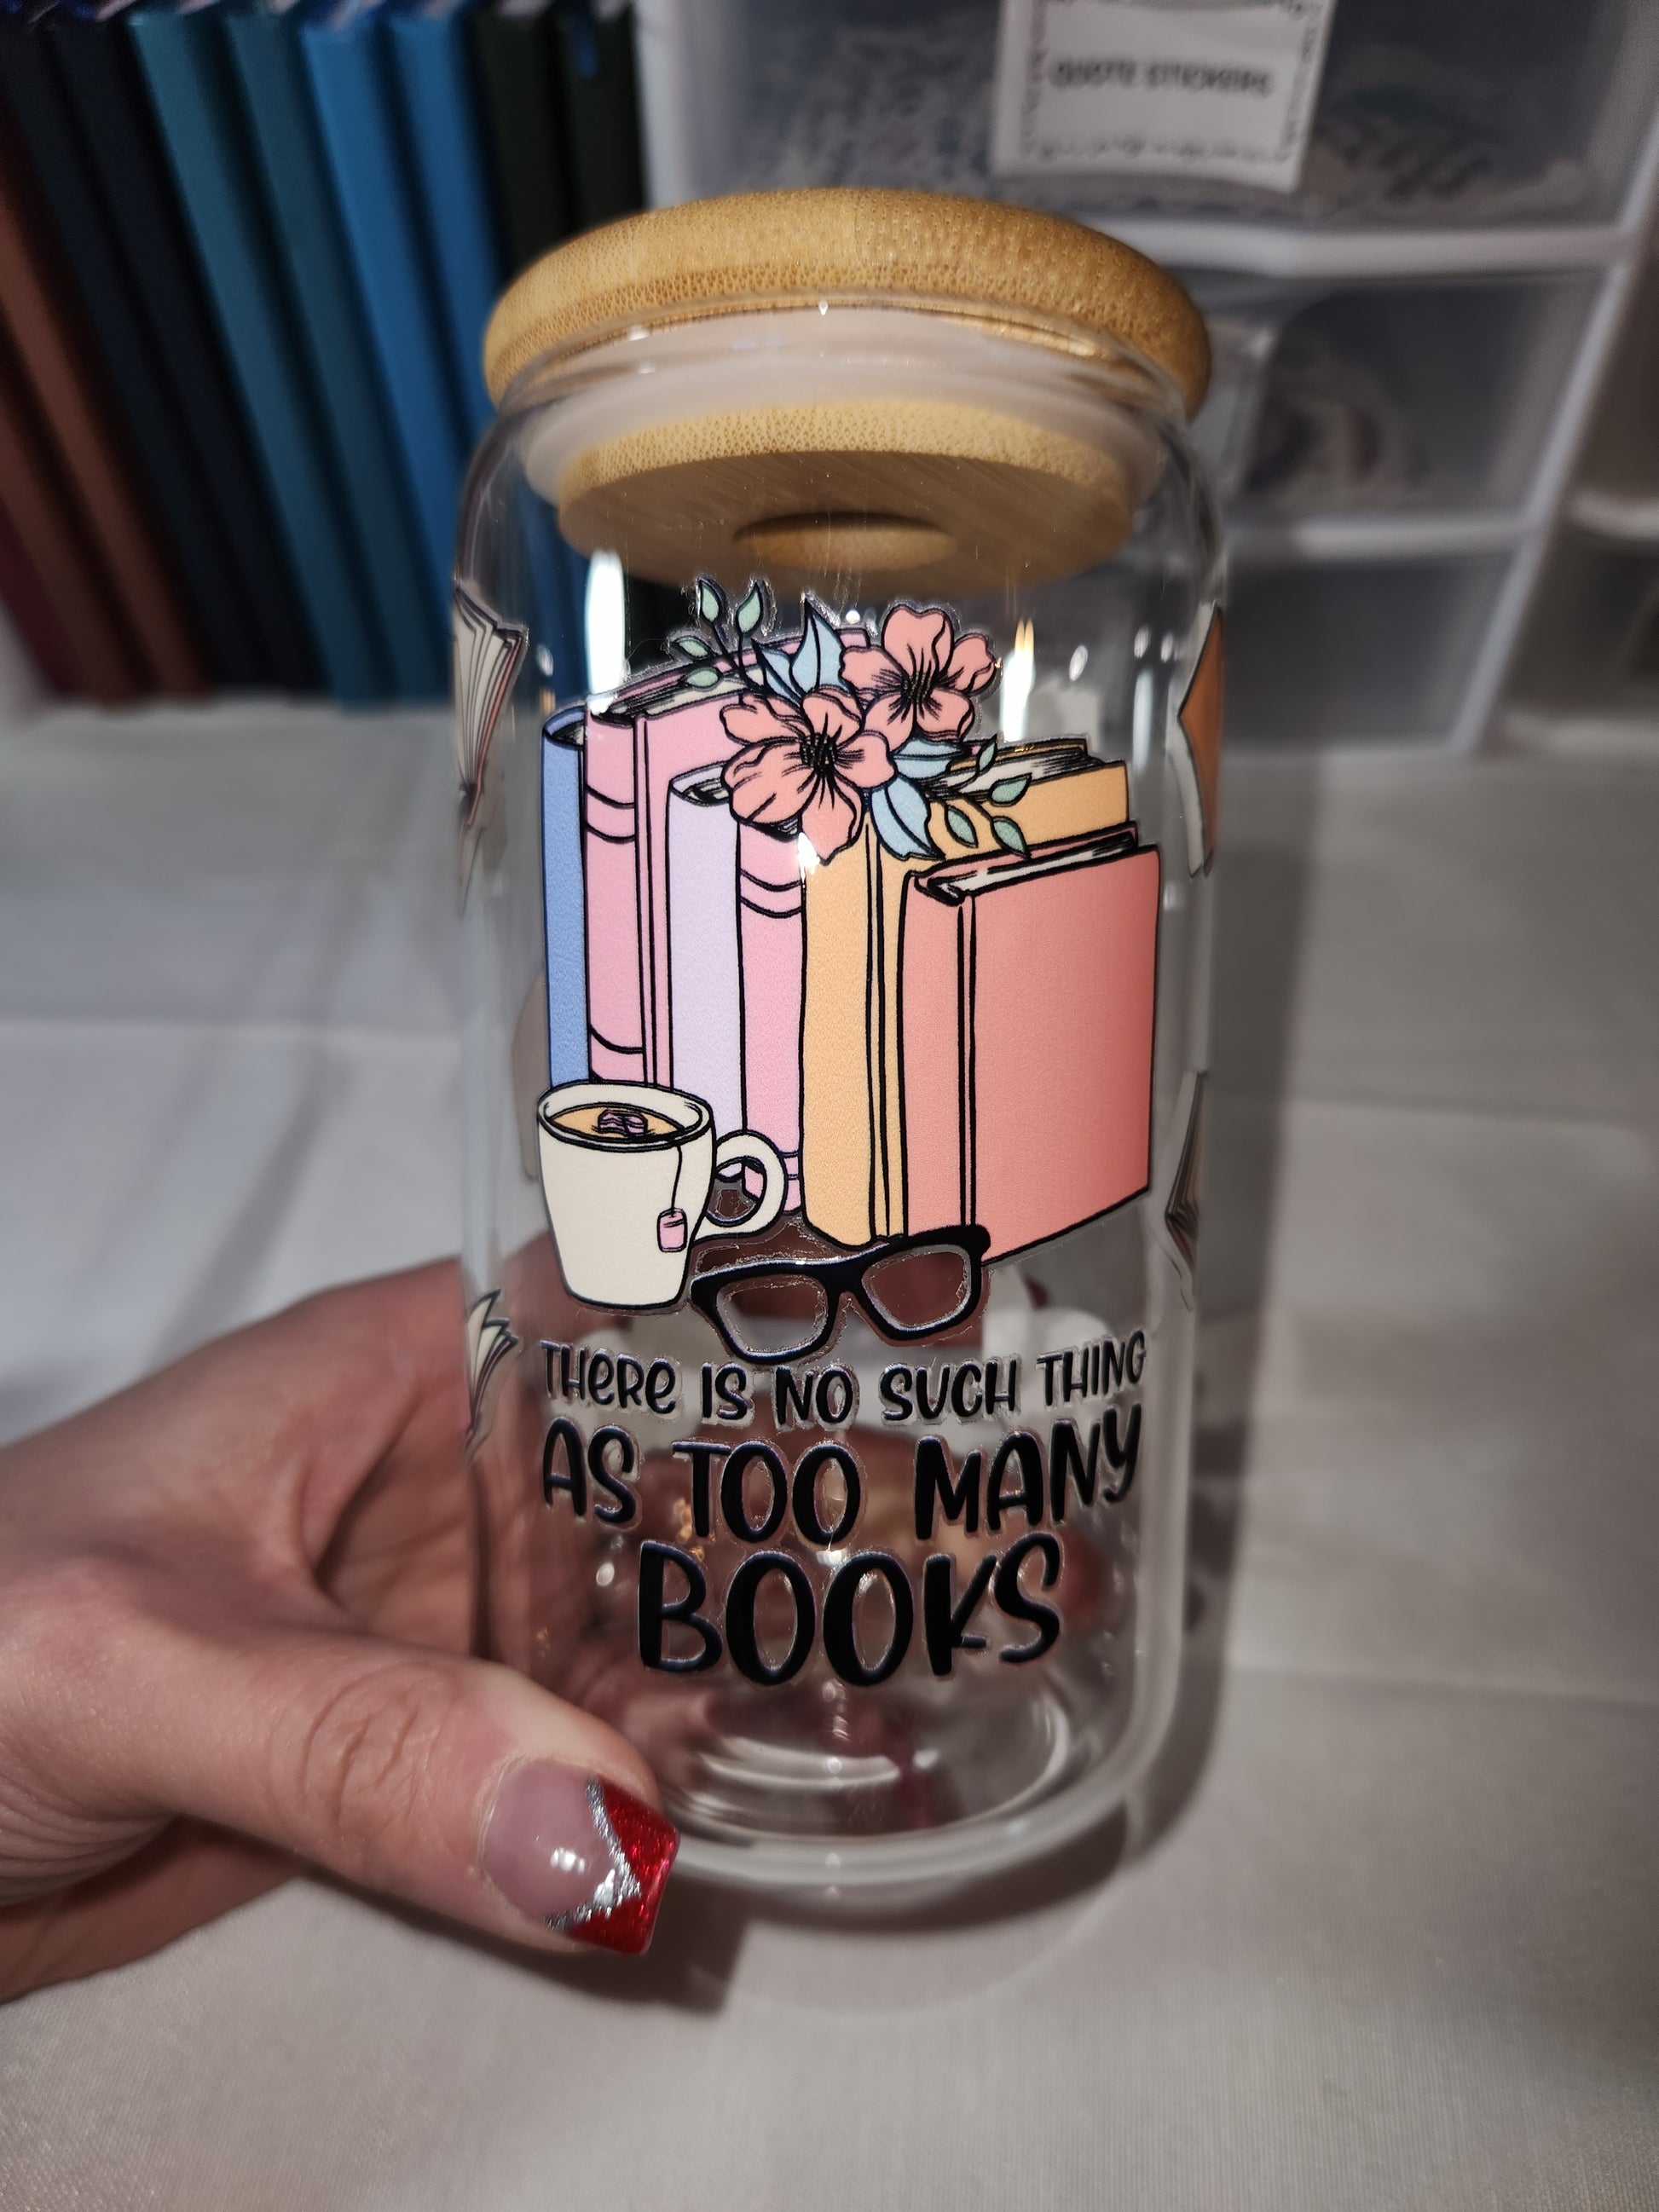 QUOTE STICKERS
THERE IS NO SUCH THING
AS TOO MANY
BOOKS